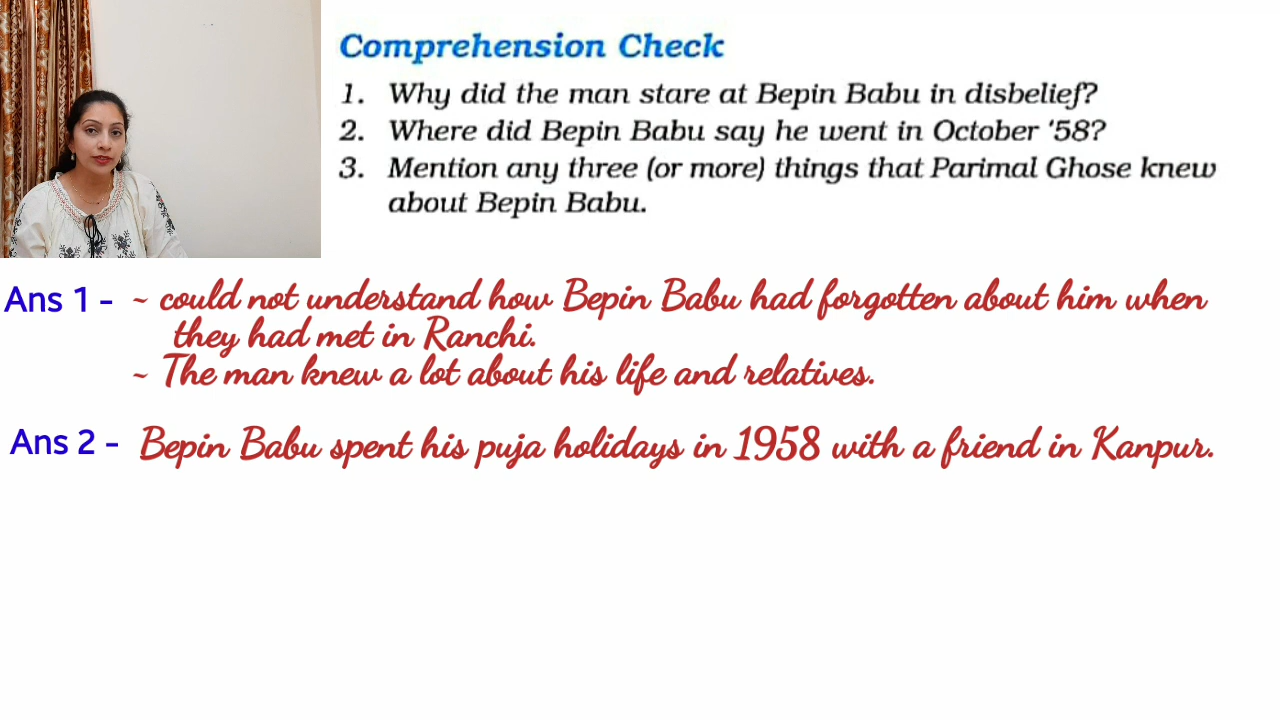 Comprehension Check
1. Why did the man stare at Bepin Babu in disbelief?
2. Where did Bepin Babu say he went in October '58?
3. Mention any three (or more) things that Parimal Ghose knew
about Bepin Babu.
Ans 1 - ~ could not understand how Bepin Babu had forgotten about him when
they had met in Ranchi.
~ The man knew a lot about his life and relatives.
Ans 2 - Bepin Babu spent his puja holidays in 1958 with a friend in Kanpur.